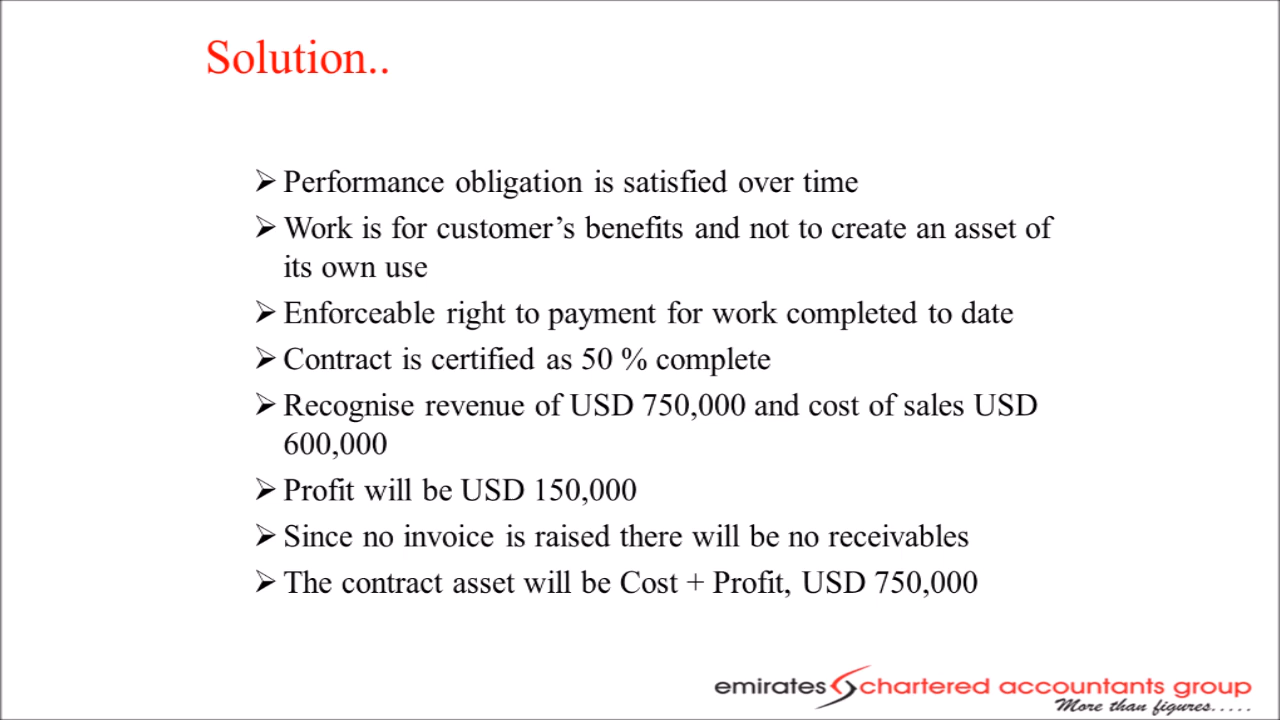 Solution..
➢ Performance obligation is satisfied over time
➢ Work is for customer’s benefits and not to create an asset of
its own use
➢ Enforceable right to payment for work completed to date
➢ Contract is certified as 50 % complete
➢ Recognise revenue of USD 750,000 and cost of sales USD
600,000
➢ Profit will be USD 150,000
➢ Since no invoice is raised there will be no receivables
➢ The contract asset will be Cost + Profit, USD 750,000
emirates chartered accountants group
More than figures.....